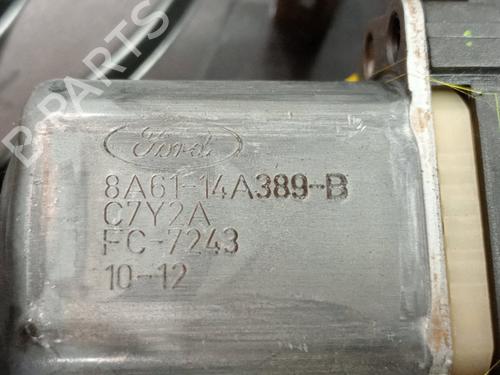 Ford
8A61-14A389-B
C7Y2A
FC-7243
10-12
B-PARTS